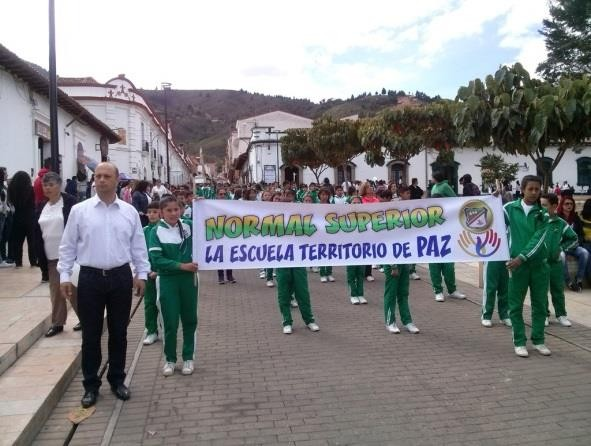 NORMAL SUPERIOR
LA ESCUELA TERRITORIO DE PAZ